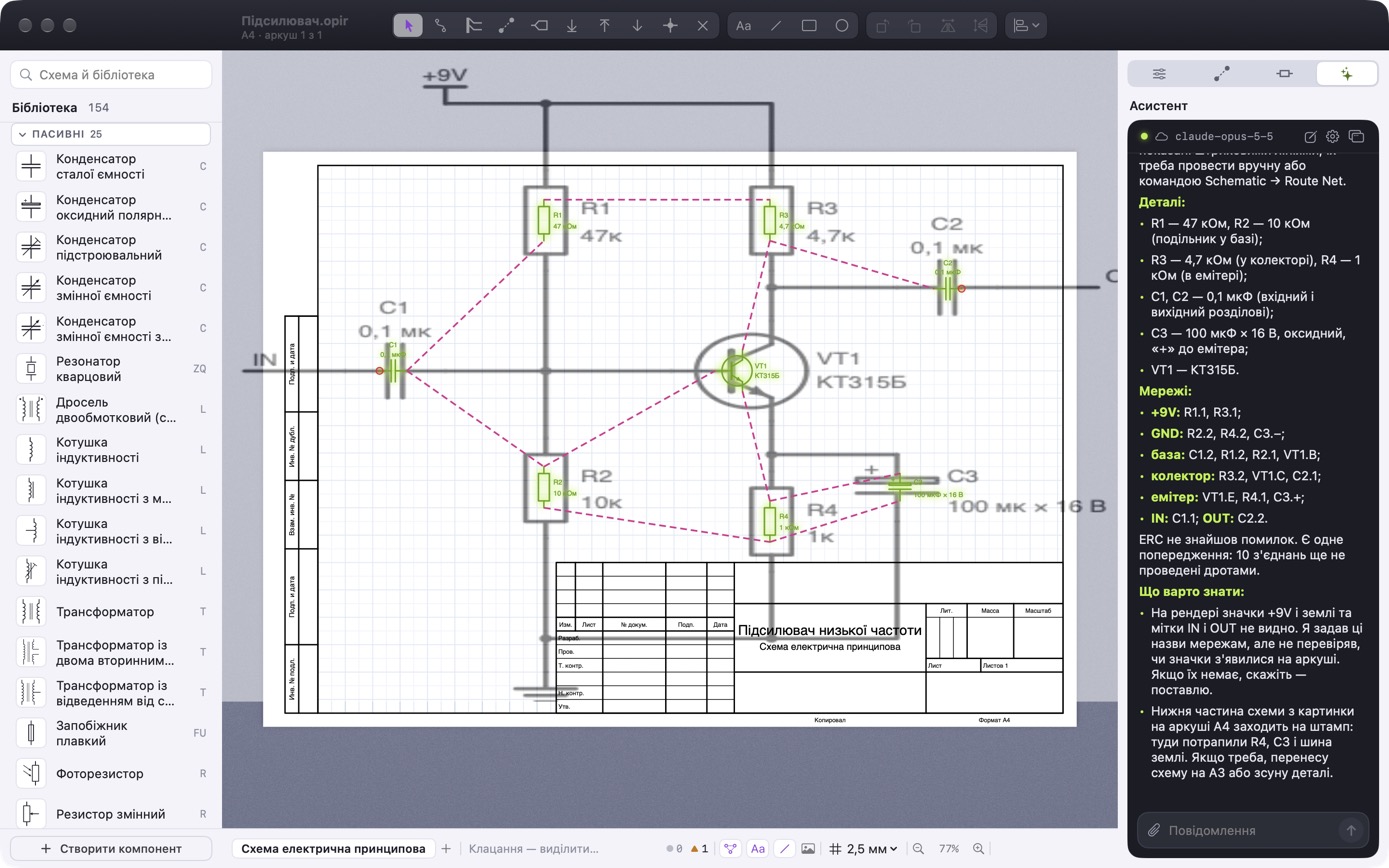 Підсилювач.opir
А4 · аркуш 1 з 1
Aa
Схема й бібліотека
Бібліотека 154
ПАСИВНІ 25
Конденсатор
сталої ємності
C
Конденсатор
оксидний полярн...
C
Конденсатор
підстроювальний
C
Конденсатор
змінної ємності
C
Конденсатор
змінної ємності з...
C
Резонатор
кварцовий
ZQ
Дросель
двообмотковий (с...
L
Котушка
індуктивності
L
Котушка
індуктивності з м...
L
Котушка
індуктивності з ві...
L
Котушка
індуктивності з пі...
L
Трансформатор
T
Трансформатор із
двома вторинним...
T
Трансформатор із
відведенням від с...
T
Запобіжник
плавкий
FU
Фоторезистор
R
Резистор змінний
R
Створити компонент
+9V
R1
47к
R1
R3
4,7к
R3
C2
0,1 мк
C2
C1
0,1 мк
C1
IN
VT1
КТ315Б
VT1
КТ315Б
R2
10к
R2
R4
1к
R4
+
C3
100 мк × 16 В
Подп. и дата
Инв. № дубл.
Взам. инв. №
Подп. и дата
Инв. № подл.
Изм. Лист № докум. Подп. Дата
Разраб.
Пров.
Т. контр.
Н. контр.
Утв.
Підсилювач низької частоти
Схема електрична принципова
Лит. Масса Масштаб
Лист Листов 1
Копировал Формат А4
Схема електрична принципова
Клацання — виділити...
0 1
Aa
2,5 мм
77%
Асистент
claude-opus-5-5
треба провести вручну або
командою Schematic → Route Net.
Деталі:
• R1 — 47 кОм, R2 — 10 кОм
(подільник у базі);
• R3 — 4,7 кОм (у колекторі), R4 — 1
кОм (в емітері);
• C1, C2 — 0,1 мкФ (вхідний і
вихідний розділові);
• C3 — 100 мкФ × 16 В, оксидний,
«+» до емітера;
• VT1 — КТ315Б.
Мережі:
• +9V: R1.1, R3.1;
• GND: R2.2, R4.2, C3.−;
• база: C1.2, R1.2, R2.1, VT1.B;
• колектор: R3.2, VT1.C, C2.1;
• емітер: VT1.E, R4.1, C3.+;
• IN: C1.1; OUT: C2.2.
ERC не знайшов помилок. Є одне
попередження: 10 з'єднань ще не
проведені дротами.
Що варто знати:
• На рендері значки +9V і землі та
мітки IN і OUT не видно. Я задав ці
назви мережам, але не перевіряв,
чи значки з'явилися на аркуші.
Якщо їх немає, скажіть —
поставлю.
• Нижня частина схеми з картинки
на аркуші А4 заходить на штамп:
туди потрапили R4, C3 і шина
землі. Якщо треба, перенесу
схему на А3 або зсуну деталі.
Повідомлення